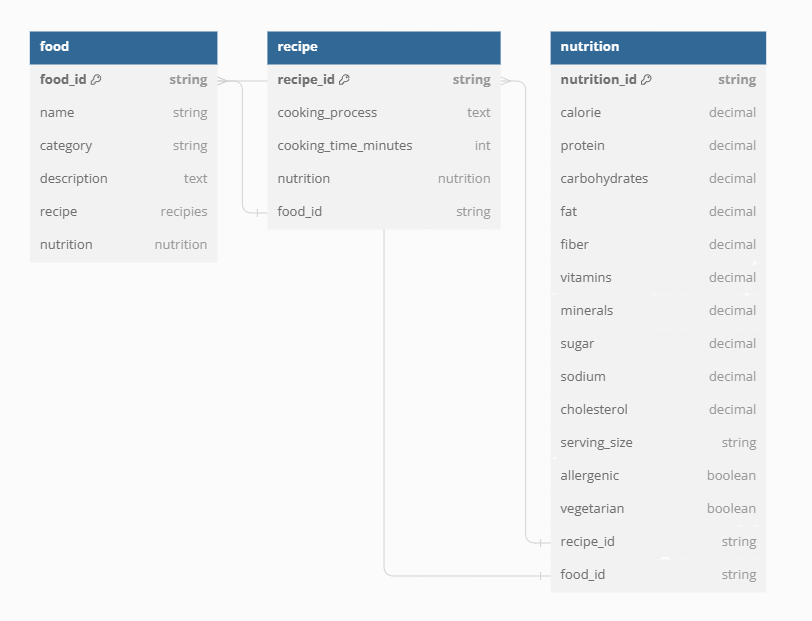 food
food_id string
name string
category string
description text
recipe recipies
nutrition nutrition
recipe
recipe_id string
cooking_process text
cooking_time_minutes int
nutrition nutrition
food_id string
nutrition
nutrition_id string
calorie decimal
protein decimal
carbohydrates decimal
fat decimal
fiber decimal
vitamins decimal
minerals decimal
sugar decimal
sodium decimal
cholesterol decimal
serving_size string
allergenic boolean
vegetarian boolean
recipe_id string
food_id string